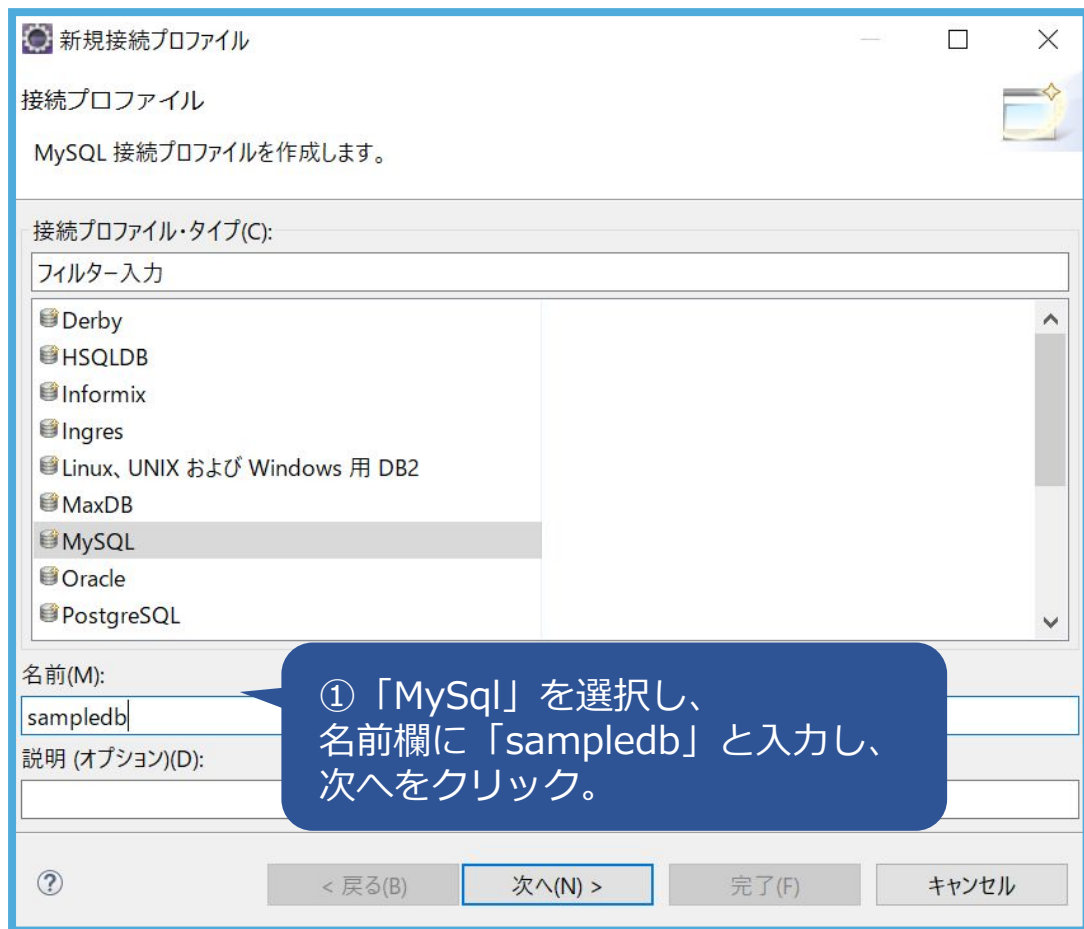 新規接続プロファイル
接続プロファイル
MySQL 接続プロファイルを作成します。
接続プロファイル・タイプ(C):
フィルター入力
Derby
HSQLDB
Informix
Ingres
Linux、UNIX および Windows 用 DB2
MaxDB
MySQL
Oracle
PostgreSQL
名前(M):
sampledb
①「MySql」を選択し、
名前欄に「sampledb」と入力し、
次へをクリック。
説明 (オプション)(D):
?
< 戻る(B)
次へ(N) >
完了(F)
キャンセル